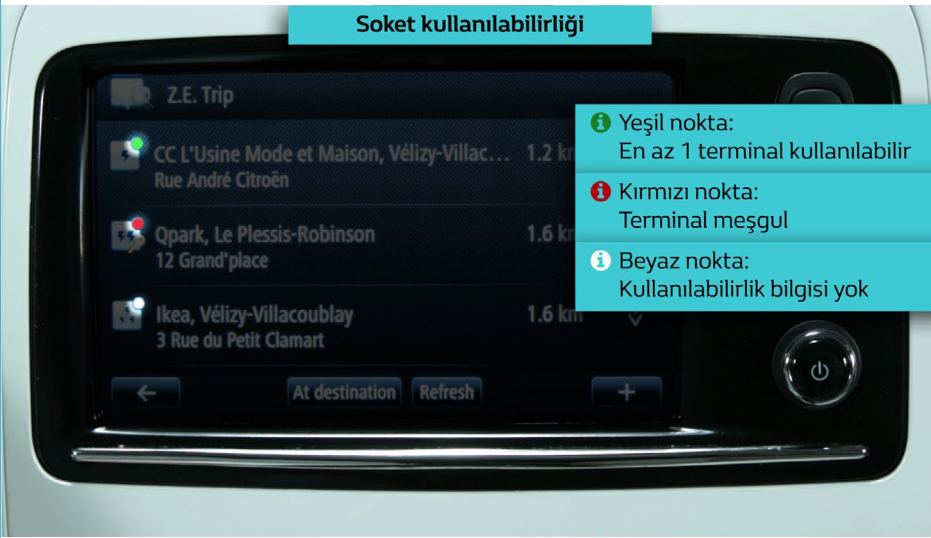 Soket kullanılabilirliği
Z.E. Trip
CC L'Usine Mode et Maison, Vélizy-Villac... 1.2 km
Rue André Citroën
Qpark, Le Plessis-Robinson 1.6 km
12 Grand'place
Ikea, Vélizy-Villacoublay 1.6 km
3 Rue du Petit Clamart
At destination Refresh
Yeşil nokta:
En az 1 terminal kullanılabilir
Kırmızı nokta:
Terminal meşgul
Beyaz nokta:
Kullanılabilirlik bilgisi yok